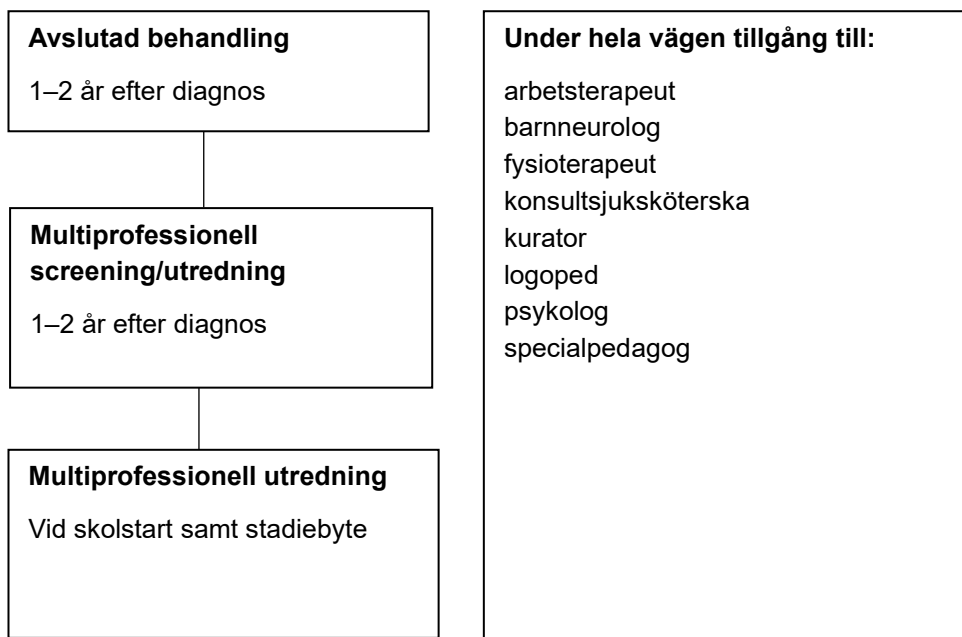 Avslutad behandling
1–2 år efter diagnos
Multiprofessionell
screening/utredning
1–2 år efter diagnos
Multiprofessionell utredning
Vid skolstart samt stadiebyte
Under hela vägen tillgång till:
arbetsterapeut
barnneurolog
fysioterapeut
konsultsjuksköterska
kurator
logoped
psykolog
specialpedagog